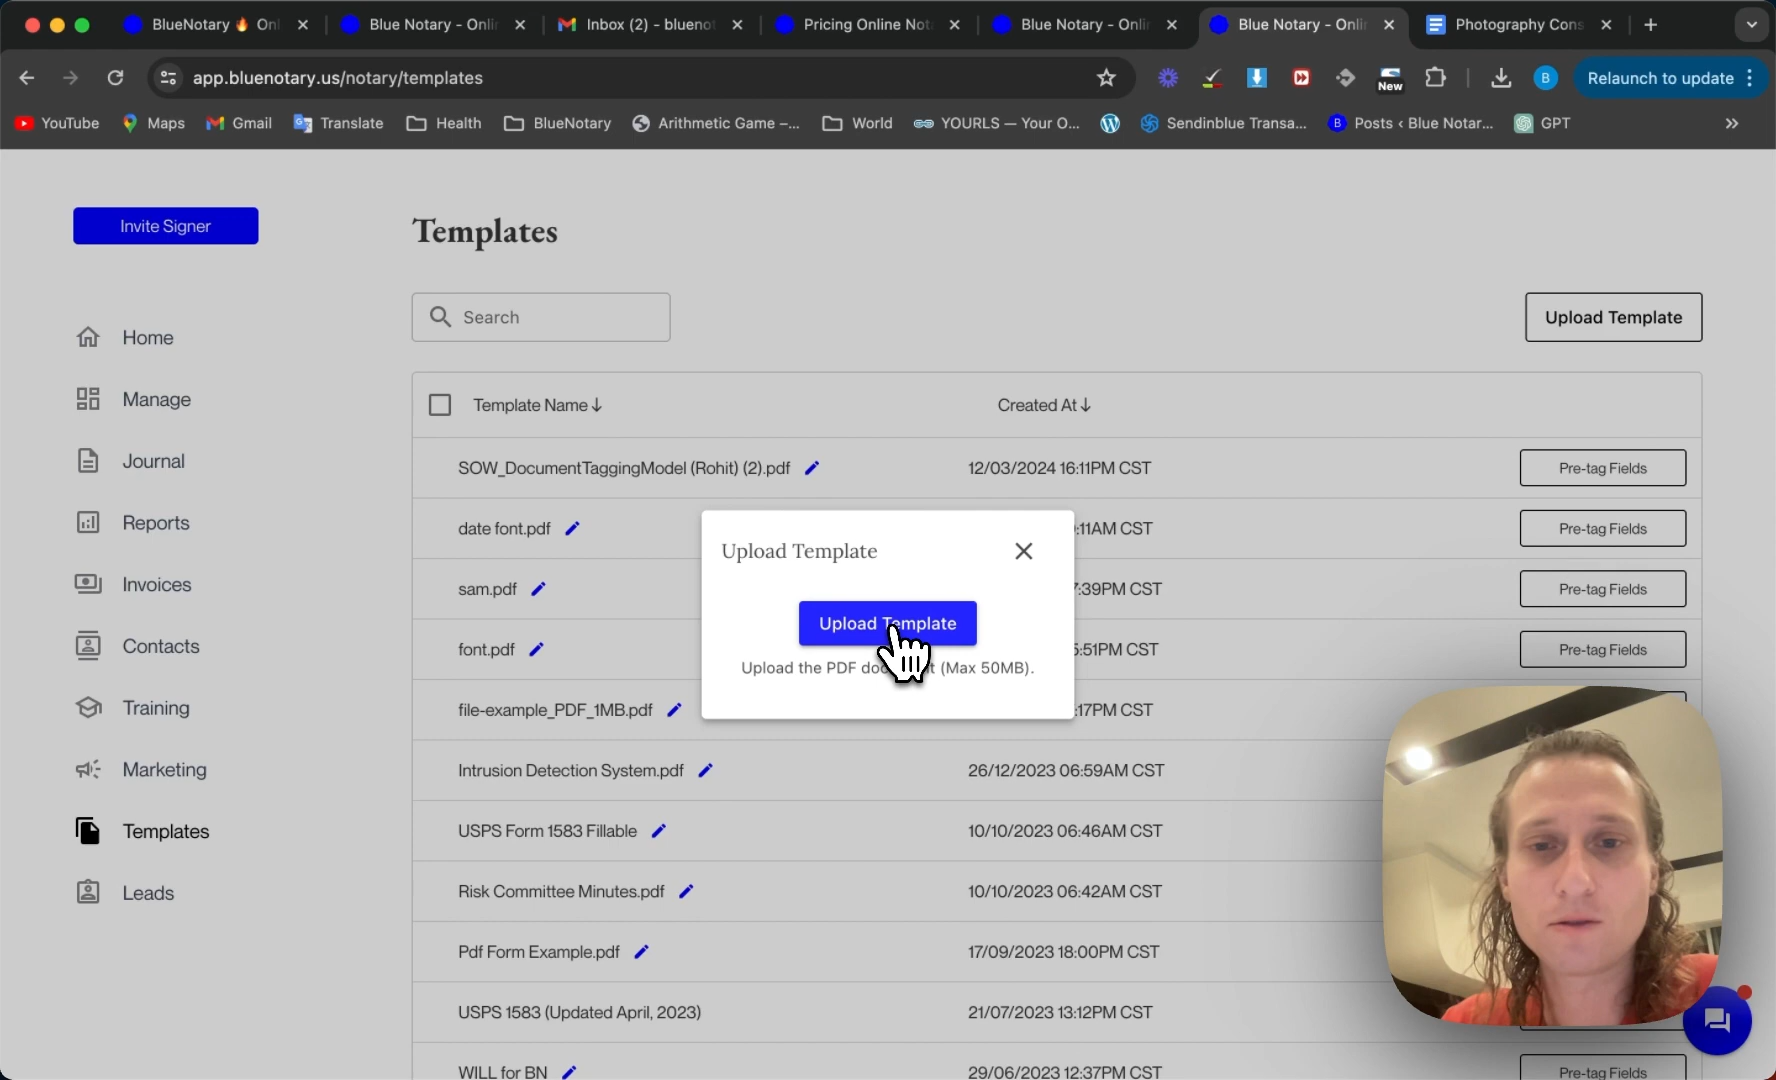 BlueNotary 🔥 Onl
Blue Notary - Onlin
Inbox (2) - bluenot
Pricing Online Not
Blue Notary - Onlin
Blue Notary - Onlin
Photography Cons
app.bluenotary.us/notary/templates
New
B
Relaunch to update
YouTube
Maps
Gmail
Translate
Health
BlueNotary
Arithmetic Game –...
World
YOURLS — Your O...
Sendinblue Transa...
B
Posts ‹ Blue Notar...
GPT
Invite Signer
Home
Manage
Journal
Reports
Invoices
Contacts
Training
Marketing
Templates
Leads
Templates
Search
Upload Template
Template Name↓ Created At↓
SOW_DocumentTaggingModel (Rohit) (2).pdf 12/03/2024 16:11PM CST Pre-tag Fields
date font.pdf :11AM CST Pre-tag Fields
sam.pdf :39PM CST Pre-tag Fields
font.pdf :51PM CST Pre-tag Fields
file-example_PDF_1MB.pdf :17PM CST
Intrusion Detection System.pdf 26/12/2023 06:59AM CST
USPS Form 1583 Fillable 10/10/2023 06:46AM CST
Risk Committee Minutes.pdf 10/10/2023 06:42AM CST
Pdf Form Example.pdf 17/09/2023 18:00PM CST
USPS 1583 (Updated April, 2023) 21/07/2023 13:12PM CST
WILL for BN 29/06/2023 12:37PM CST Pre-tag Fields
Upload Template
Upload Template
Upload the PDF (Max 50MB).